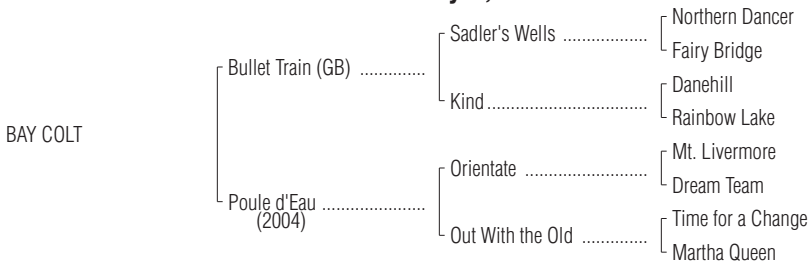 Northern Dancer
Sadler's Wells ..................
Fairy Bridge
Bullet Train (GB) ..............
Danehill
Kind.................................
Rainbow Lake
BAY COLT
Mt. Livermore
Orientate .........................
Dream Team
Poule d'Eau .....................
(2004)
Time for a Change
Out With the Old ..............
Martha Queen